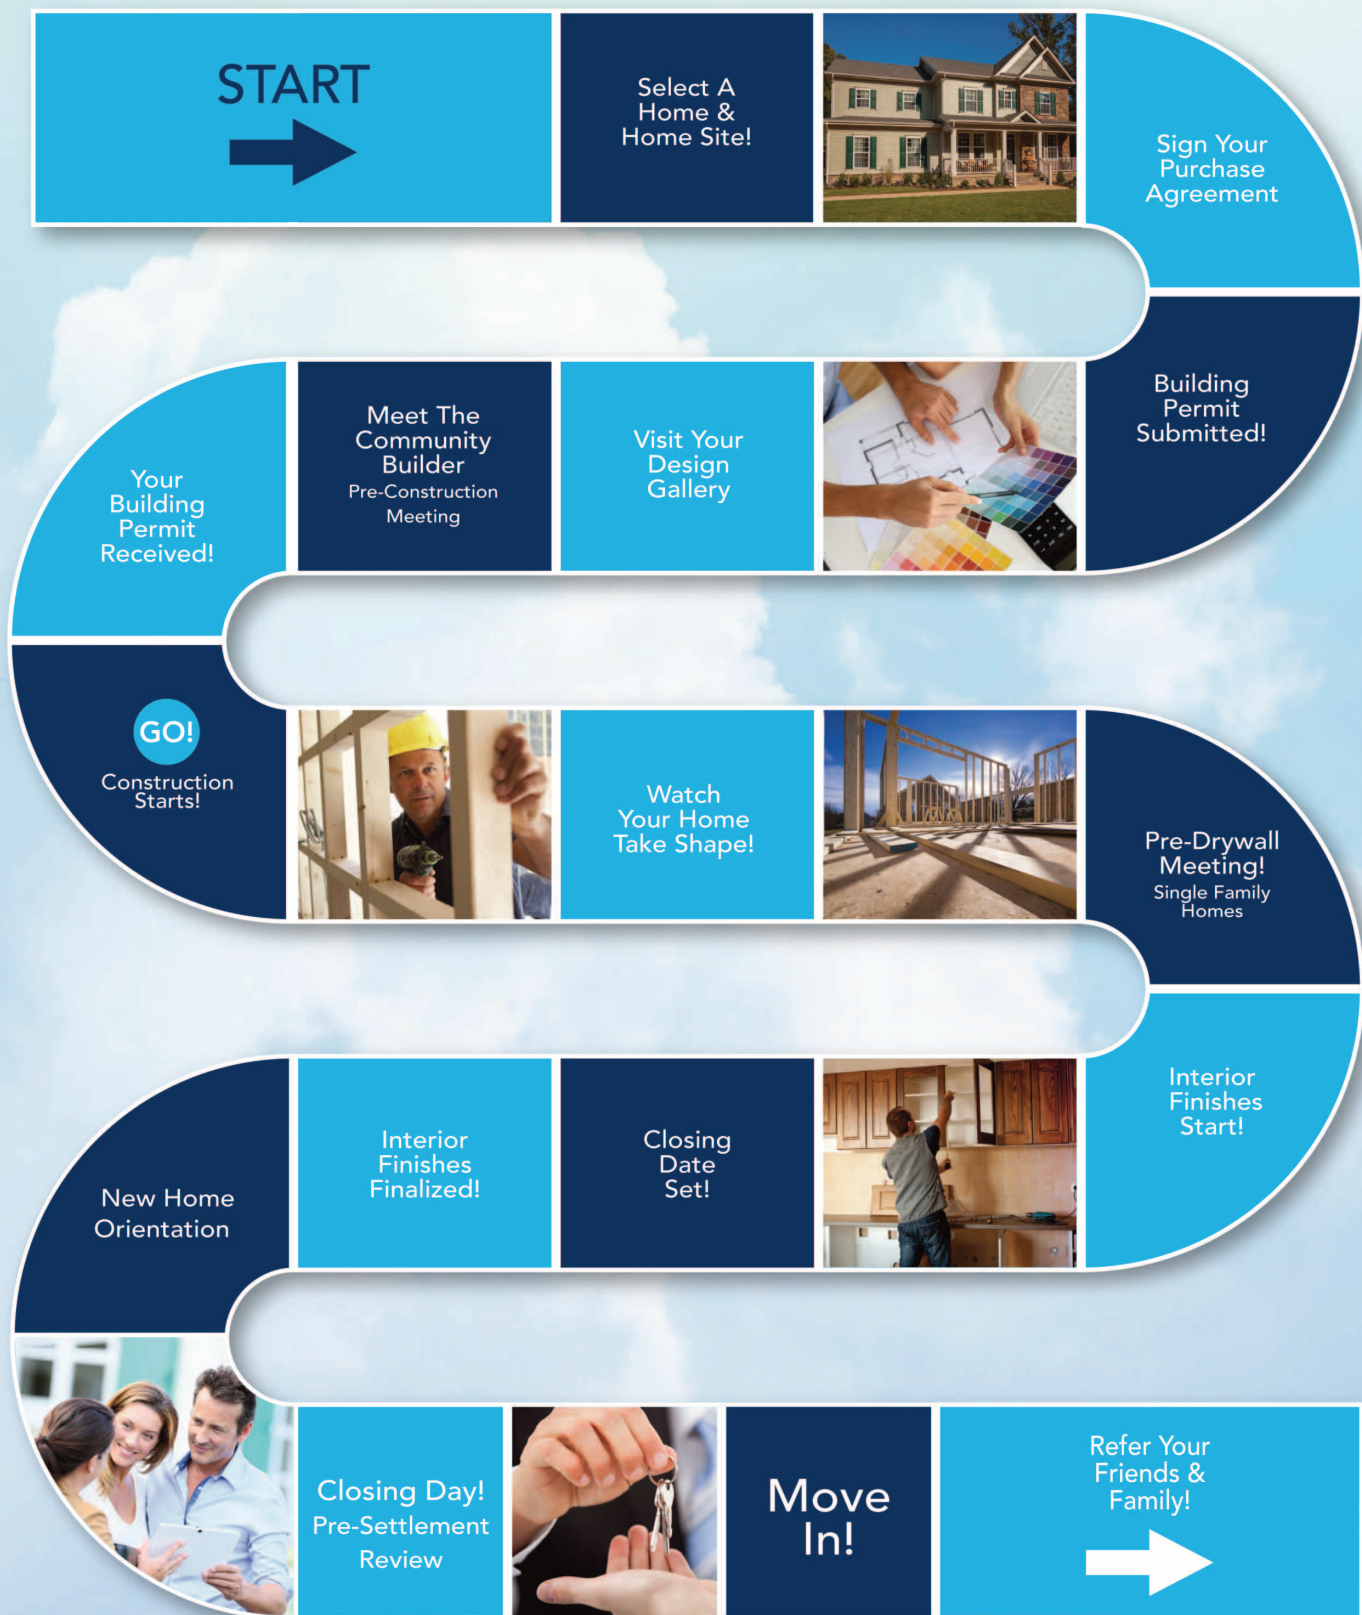 START
Select A
Home &
Home Site!
Sign Your
Purchase
Agreement
Building
Permit
Submitted!
Visit Your
Design
Gallery
Meet The
Community
Builder
Pre-Construction
Meeting
Your
Building
Permit
Received!
GO!
Construction
Starts!
Watch
Your Home
Take Shape!
Pre-Drywall
Meeting!
Single Family
Homes
Interior
Finishes
Start!
Closing
Date
Set!
Interior
Finishes
Finalized!
New Home
Orientation
Closing Day!
Pre-Settlement
Review
Move
In!
Refer Your
Friends &
Family!